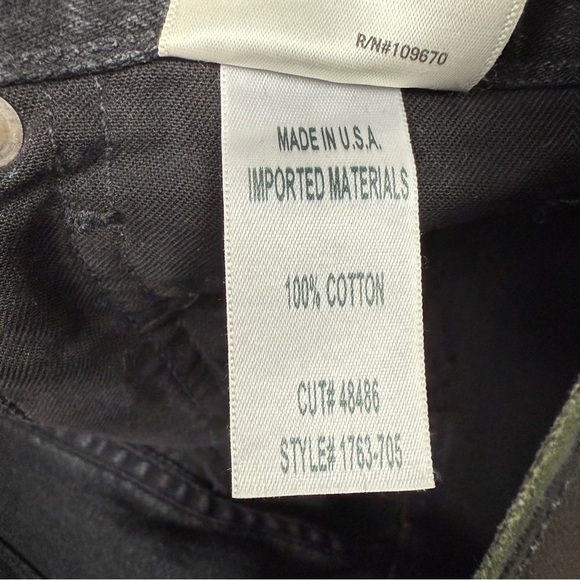 R/N#109670
MADE IN U.S.A.
IMPORTED MATERIALS
100% COTTON
CUT# 48486
STYLE# 1763-705